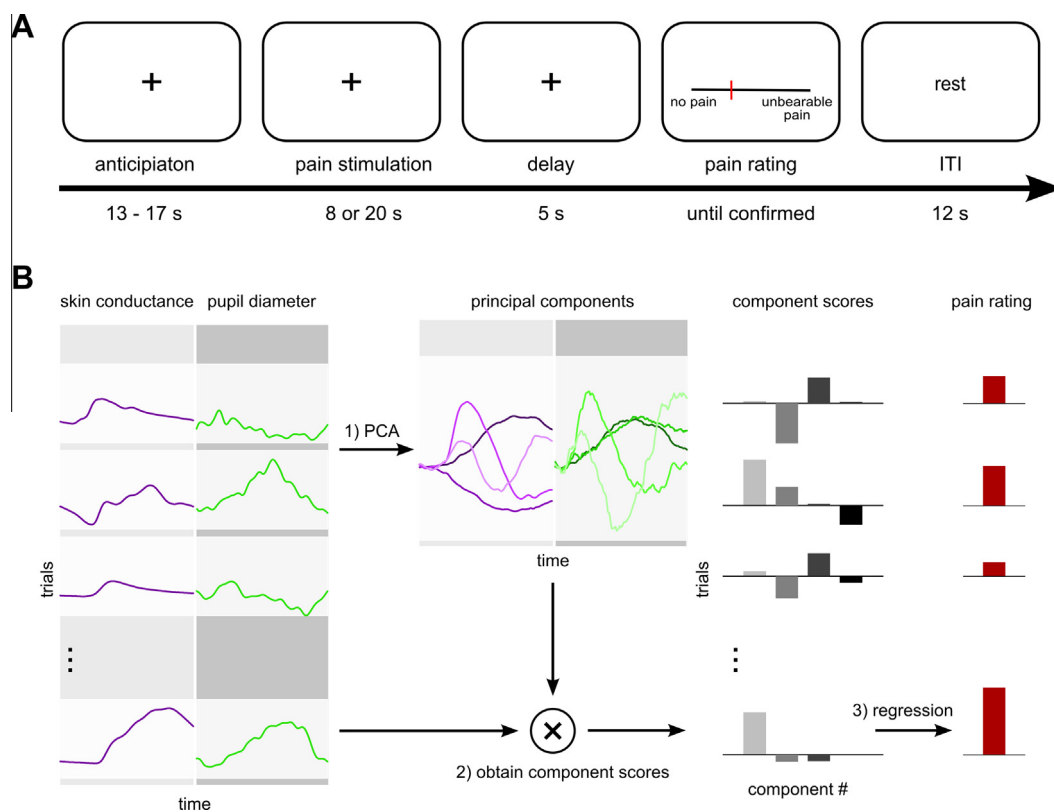 A
+
+
+
no pain
unbearable
pain
rest
anticipiaton
pain stimulation
delay
pain rating
ITI
13 - 17 s
8 or 20 s
5 s
until confirmed
12 s
B
skin conductance
pupil diameter
principal components
component scores
pain rating
1) PCA
trials
time
trials
2) obtain component scores
3) regression
time
component #